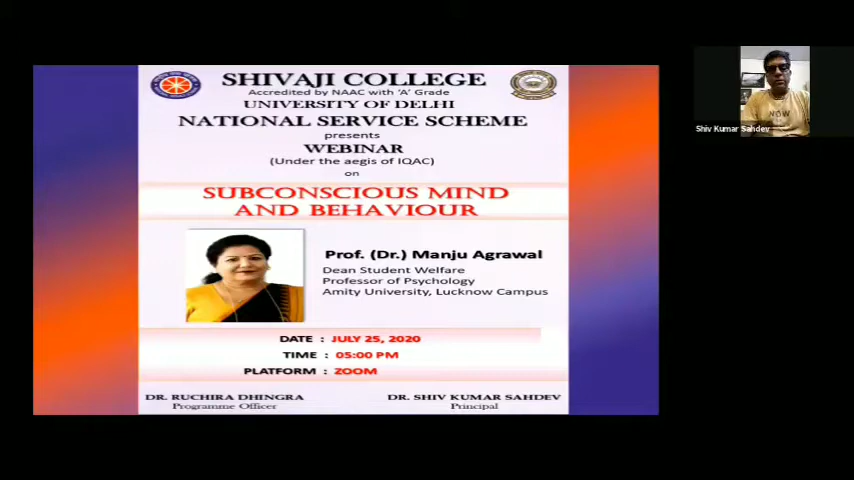 SHIVAJI COLLEGE
Accredited by NAAC with 'A' Grade
UNIVERSITY OF DELHI
NATIONAL SERVICE SCHEME
presents
WEBINAR
(Under the aegis of IQAC)
on
SUBCONSCIOUS MIND
AND BEHAVIOUR
Prof. (Dr.) Manju Agrawal
Dean Student Welfare
Professor of Psychology
Amity University, Lucknow Campus
DATE : JULY 25, 2020
TIME : 05:00 PM
PLATFORM : ZOOM
DR. RUCHIRA DHINGRA
Programme Officer
DR. SHIV KUMAR SAHDEV
Principal
Shiv Kumar Sahdev
NOW